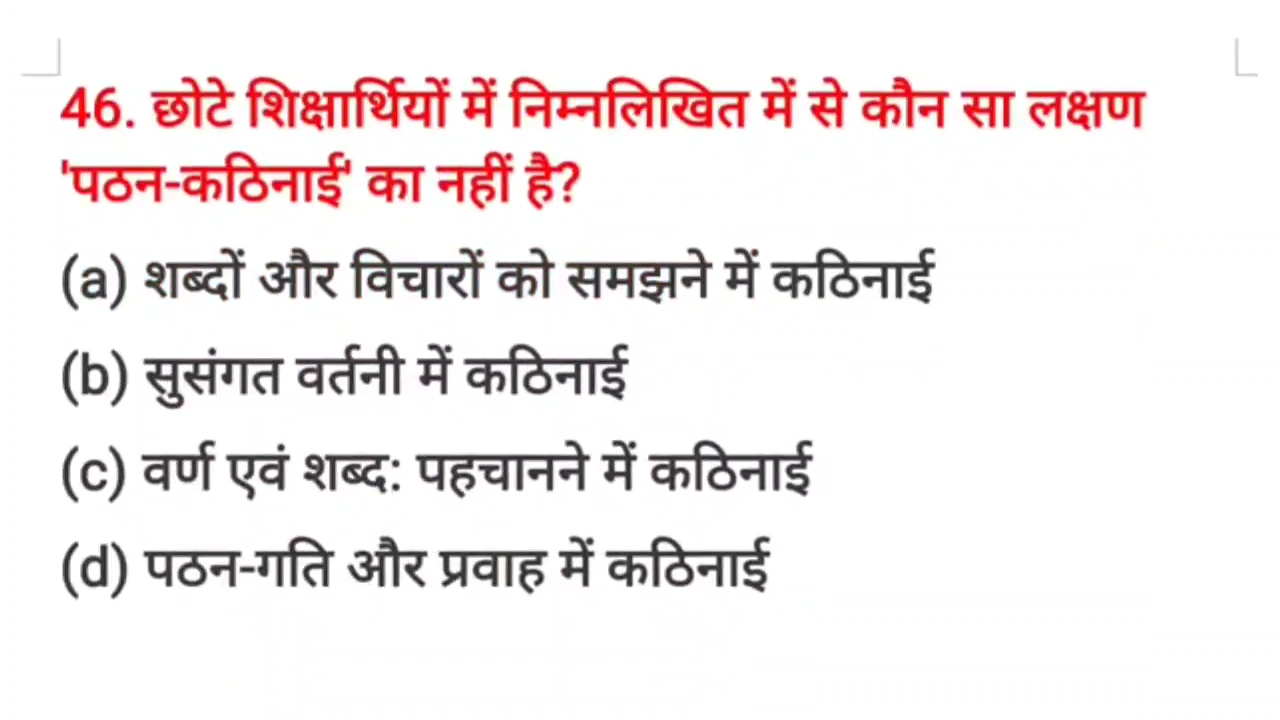 46. छोटे शिक्षार्थियों में निम्नलिखित में से कौन सा लक्षण
'पठन-कठिनाई' का नहीं है?
(a) शब्दों और विचारों को समझने में कठिनाई
(b) सुसंगत वर्तनी में कठिनाई
(c) वर्ण एवं शब्द: पहचानने में कठिनाई
(d) पठन-गति और प्रवाह में कठिनाई